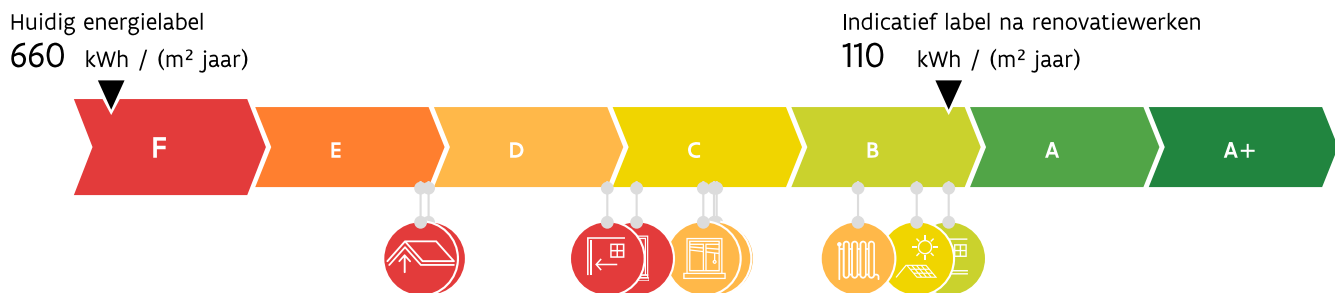 Huidig energielabel
660 kWh / (m² jaar)
Indicatief label na renovatiewerken
110 kWh / (m² jaar)
F E D C B A A+